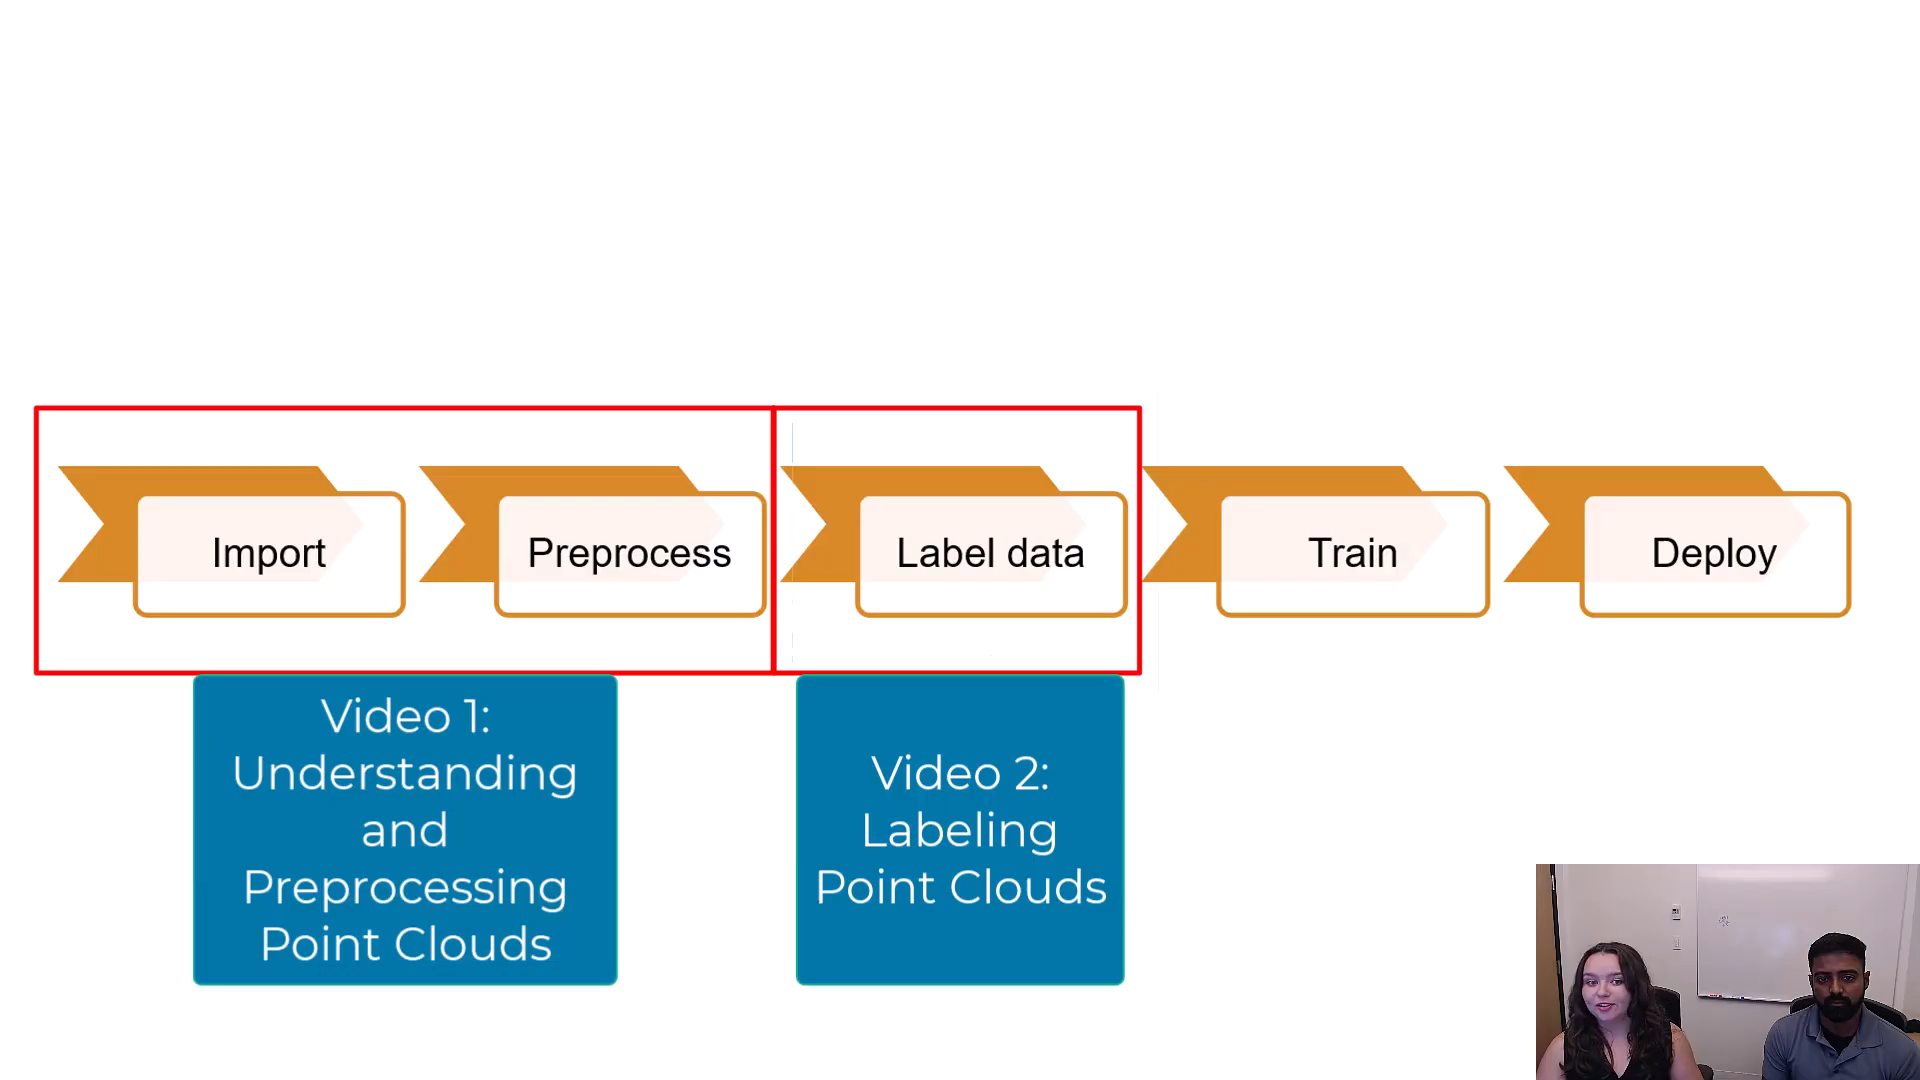 Import
Preprocess
Label data
Train
Deploy
Video 1:
Understanding
and
Preprocessing
Point Clouds
Video 2:
Labeling
Point Clouds